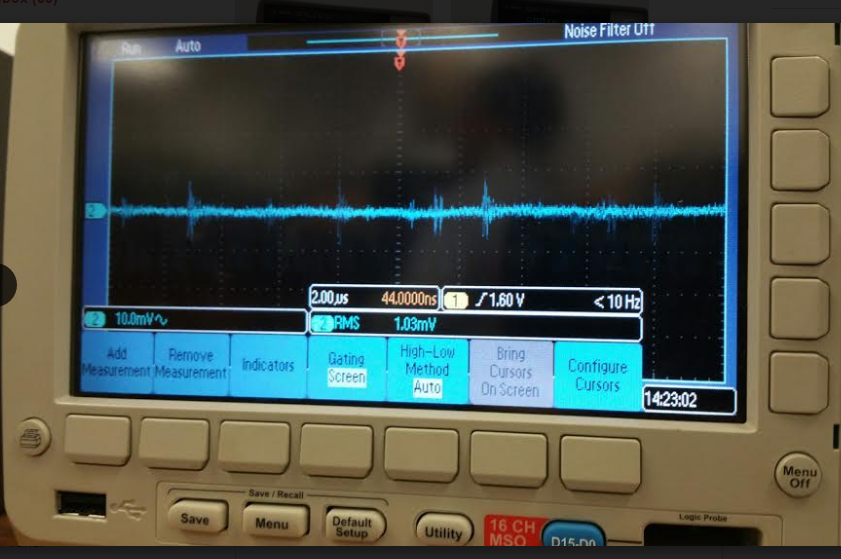 Run Auto Noise Filter Off
2
2.00µs 44.0000ns 1 ∫ 1.60 V < 10 Hz
2 10.0mV∿ 2 RMS 1.03mV
Add Measurement
Remove Measurement
Indicators
Gating
Screen
High-Low
Method
Auto
Bring
Cursors
On Screen
Configure
Cursors
14:23:02
Menu
Off
Save / Recall
Save
Menu
Default
Setup
Utility
16 CH
MSO
D15-D0
Logic Probe